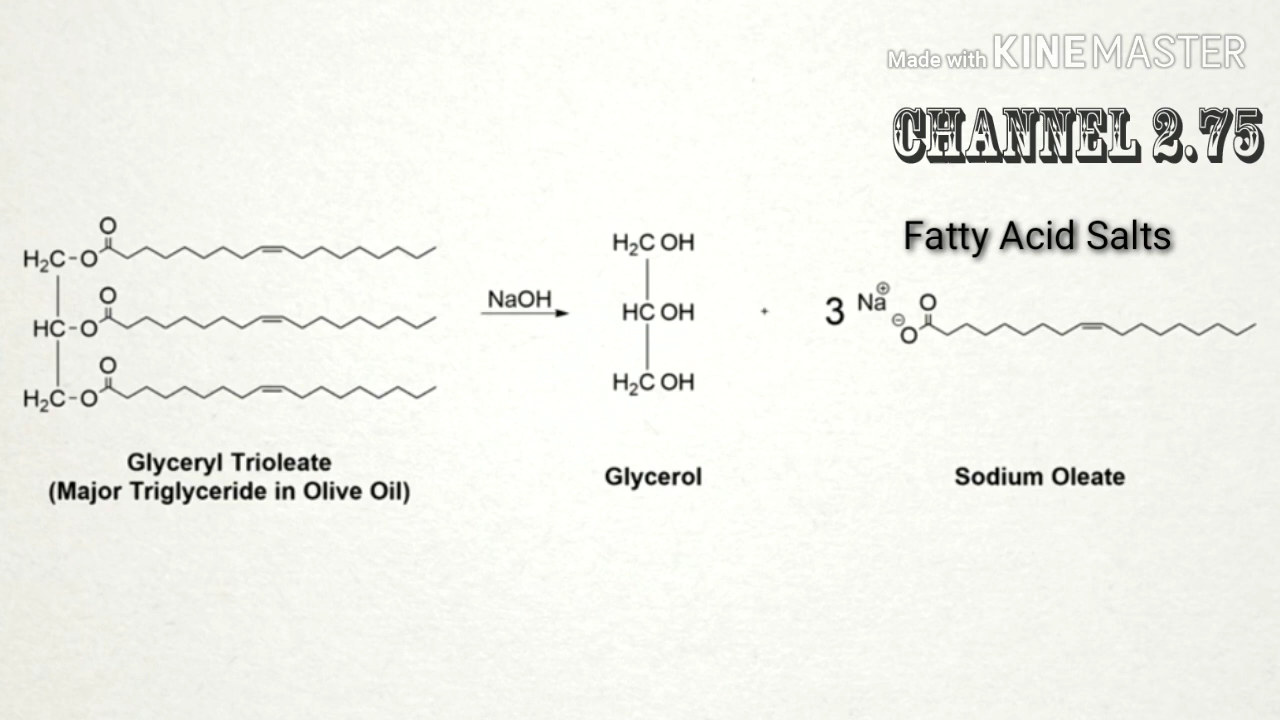 Made with KINEMASTER
CHANNEL 2.75
Fatty Acid Salts
O
H₂C-O
O
HC-O
O
H₂C-O
NaOH
H₂C OH
HC OH
H₂C OH
+
3 Na⊕
⊖O
O
Glyceryl Trioleate
(Major Triglyceride in Olive Oil)
Glycerol
Sodium Oleate